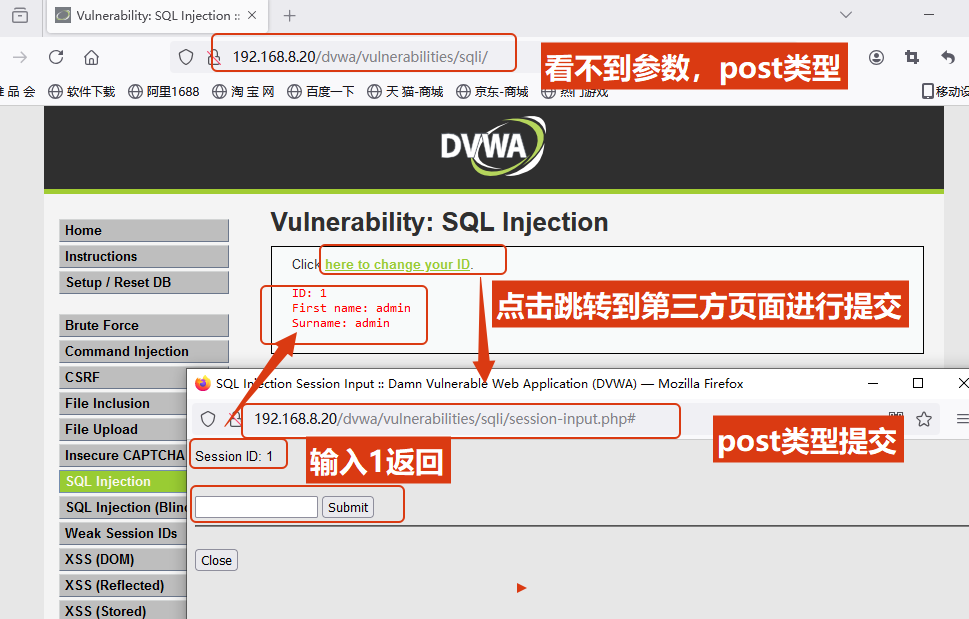 Vulnerability: SQL Injection ::
192.168.8.20/dvwa/vulnerabilities/sqli/
看不到参数，post类型
品 会 软件下载 阿里1688 淘 宝 网 百度一下 天 猫-商城 京东-商城 热门游戏 移动设
DVWA
Vulnerability: SQL Injection
Home
Instructions
Setup / Reset DB
Click here to change your ID.
ID: 1
First name: admin
Surname: admin
点击跳转到第三方页面进行提交
Brute Force
Command Injection
CSRF
File Inclusion
File Upload
Insecure CAPTCHA
SQL Injection
SQL Injection (Blin
Weak Session IDs
XSS (DOM)
XSS (Reflected)
XSS (Stored)
SQL Injection Session Input :: Damn Vulnerable Web Application (DVWA) — Mozilla Firefox
192.168.8.20/dvwa/vulnerabilities/sqli/session-input.php#
post类型提交
Session ID: 1
输入1返回
Submit
Close